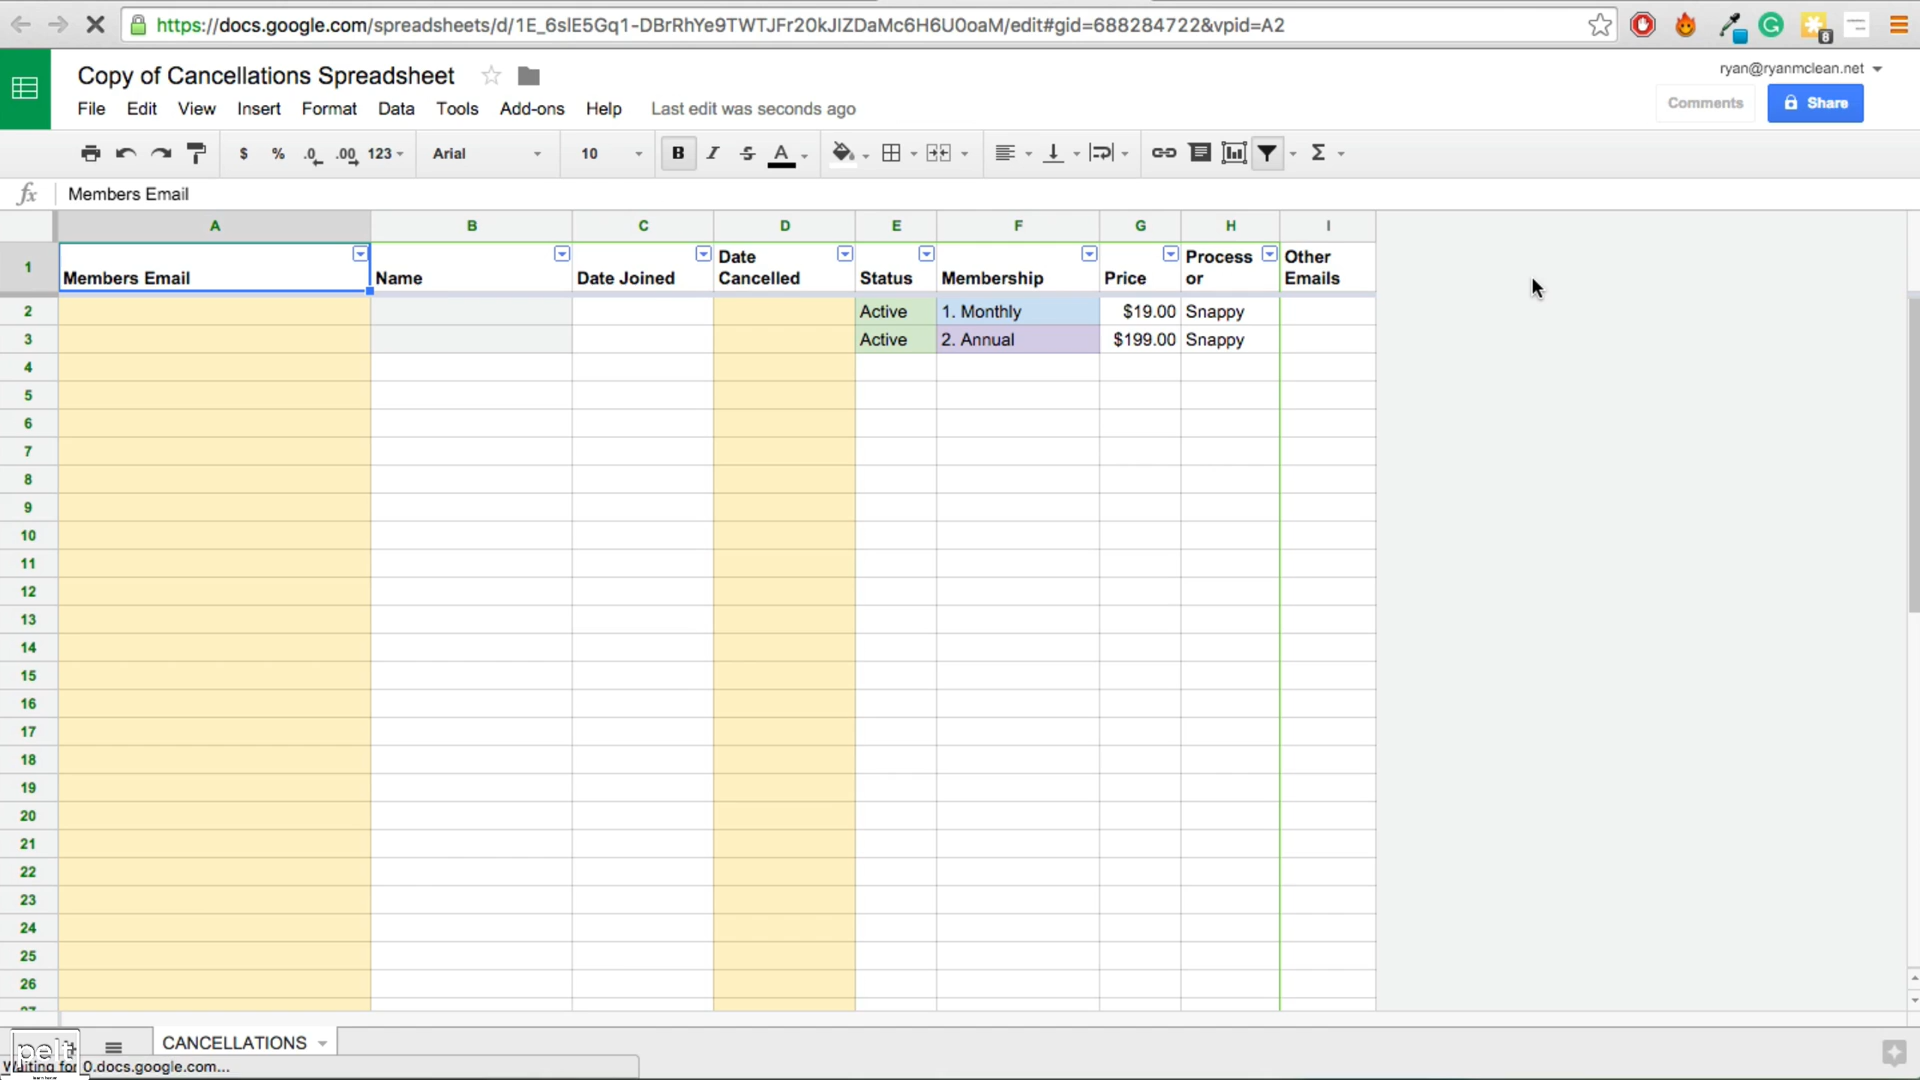 https://docs.google.com/spreadsheets/d/1E_6slE5Gq1-DBrRhYe9TWTJFr20kJIZDaMc6H6U0oaM/edit#gid=688284722&vpid=A2
8
Copy of Cancellations Spreadsheet
ryan@ryanmclean.net
File Edit View Insert Format Data Tools Add-ons Help Last edit was seconds ago
Comments Share
$ % .0 .00 123 Arial 10 B I S A Σ
fx Members Email
A B C D E F G H I
1 Members Email Name Date Joined Date Cancelled Status Membership Price Processor Other Emails
2 Active 1. Monthly $19.00 Snappy
3 Active 2. Annual $199.00 Snappy
4
5
6
7
8
9
10
11
12
13
14
15
16
17
18
19
20
21
22
23
24
25
26
27
CANCELLATIONS
pelt
Waiting for 0.docs.google.com...